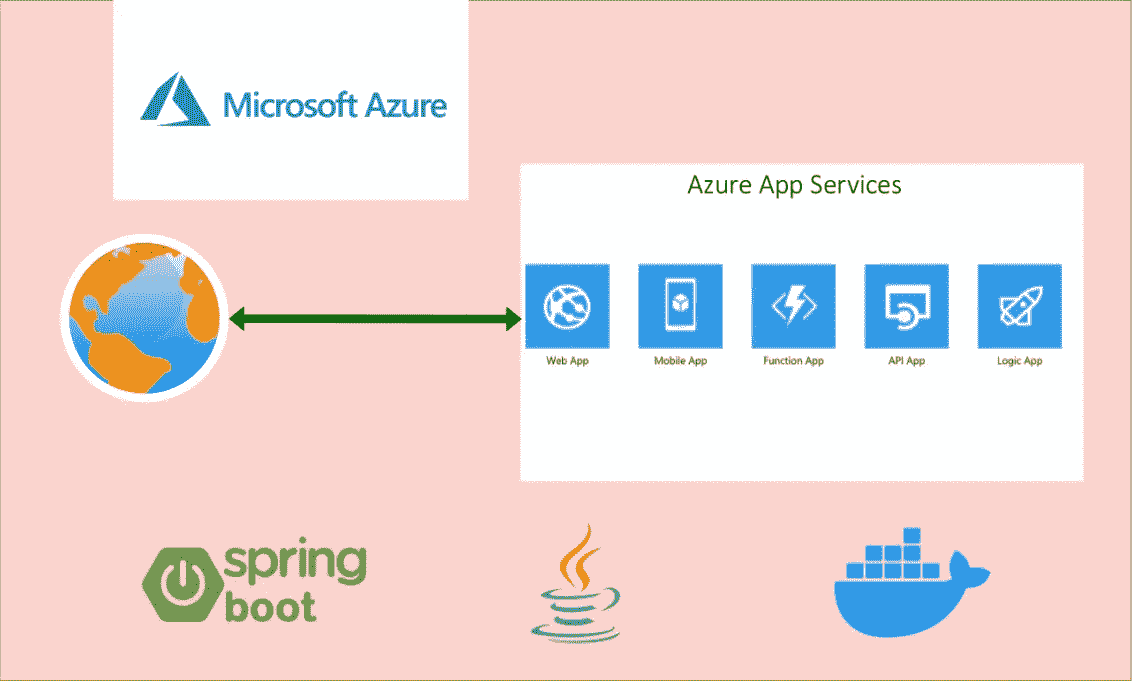 Microsoft Azure
Azure App Services
Web App
Mobile App
Function App
API App
Logic App
spring
boot